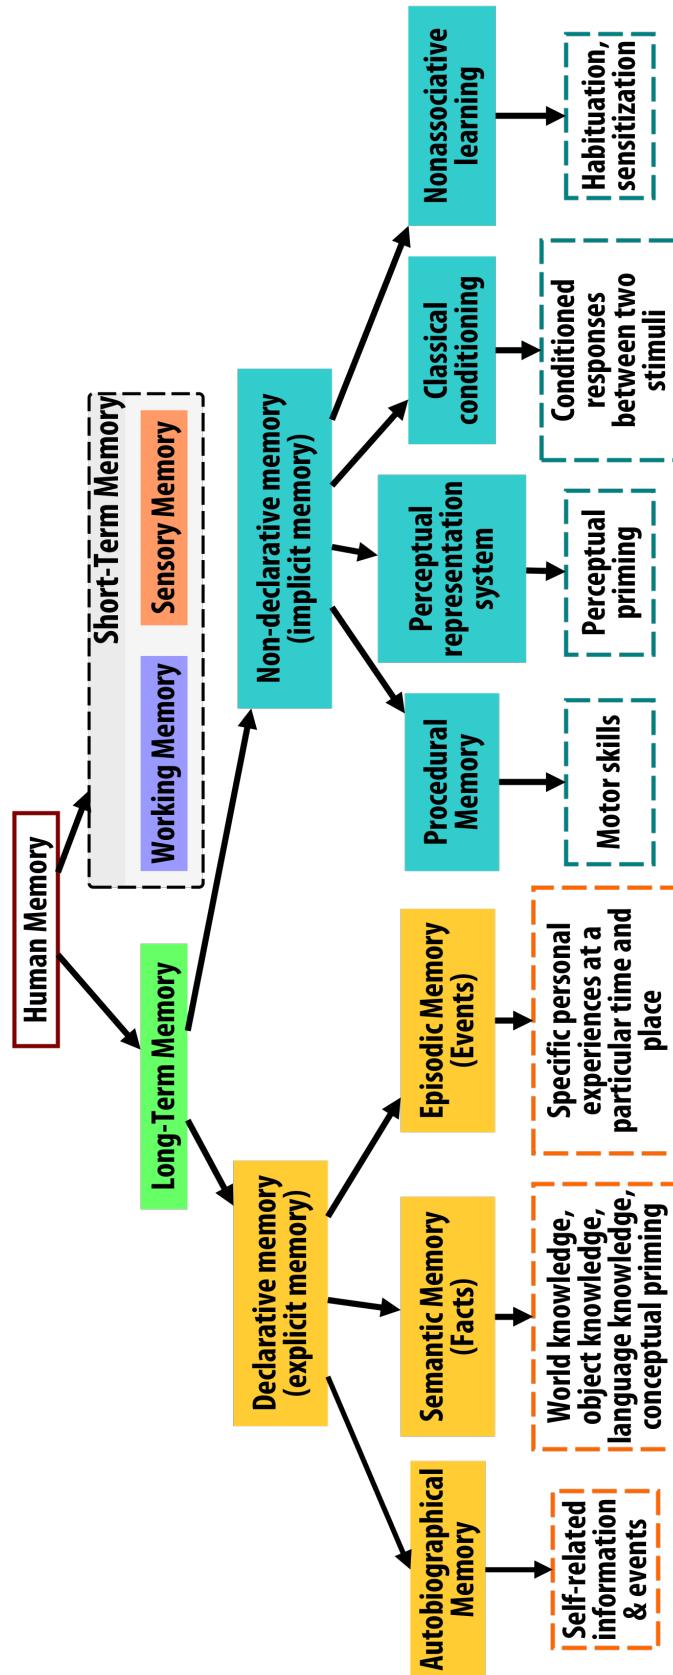 Human Memory
Short-Term Memory
Long-Term Memory
Working Memory
Sensory Memory
Declarative memory
(explicit memory)
Non-declarative memory
(implicit memory)
Autobiographical
Memory
Semantic Memory
(Facts)
Episodic Memory
(Events)
Procedural
Memory
Perceptual
representation
system
Classical
conditioning
Nonassociative
learning
Self-related
information
& events
World knowledge,
object knowledge,
language knowledge,
conceptual priming
Specific personal
experiences at a
particular time and
place
Motor skills
Perceptual
priming
Conditioned
responses
between two
stimuli
Habituation,
sensitization